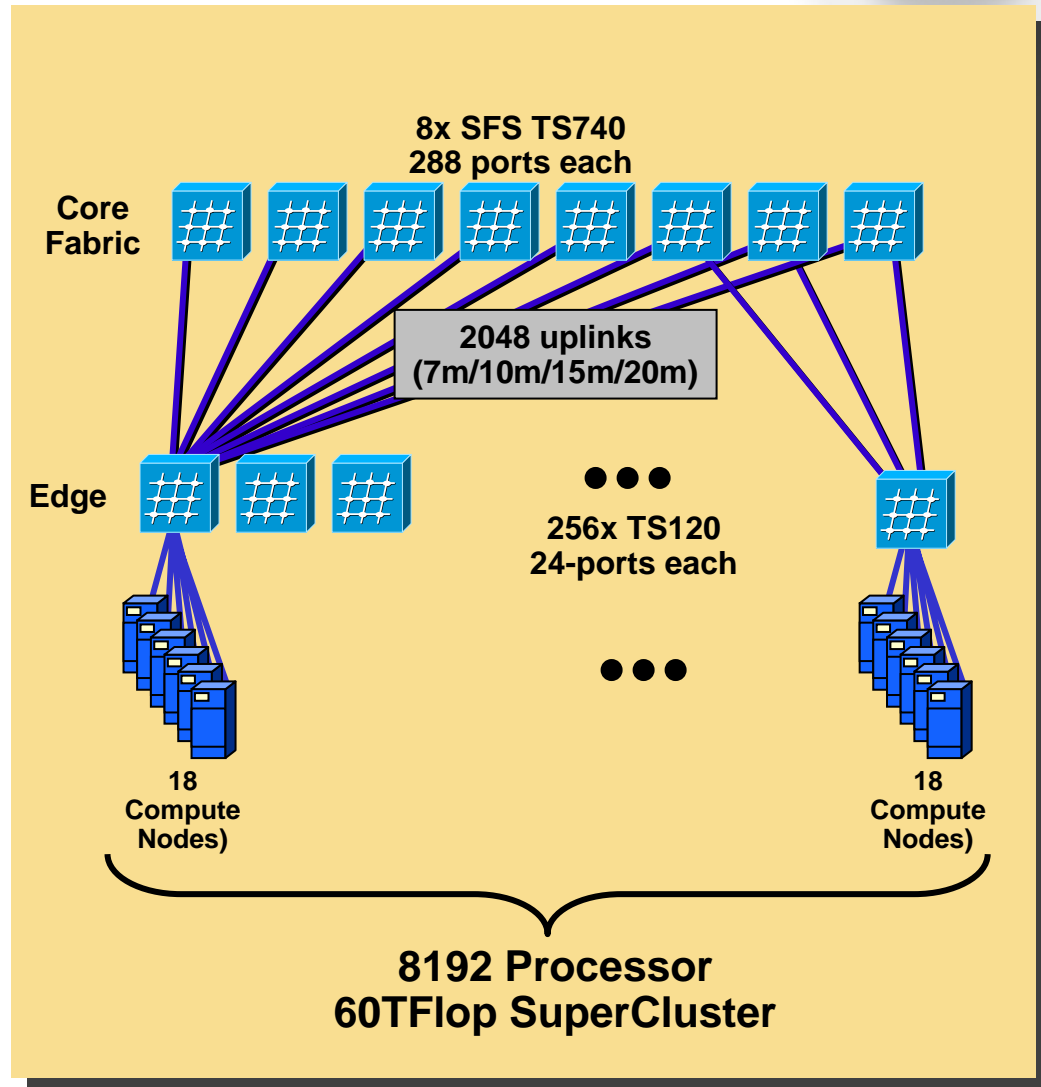 8x SFS TS740
288 ports each
Core
Fabric
2048 uplinks
(7m/10m/15m/20m)
Edge
256x TS120
24-ports each
18
Compute
Nodes)
18
Compute
Nodes)
8192 Processor
60TFlop SuperCluster